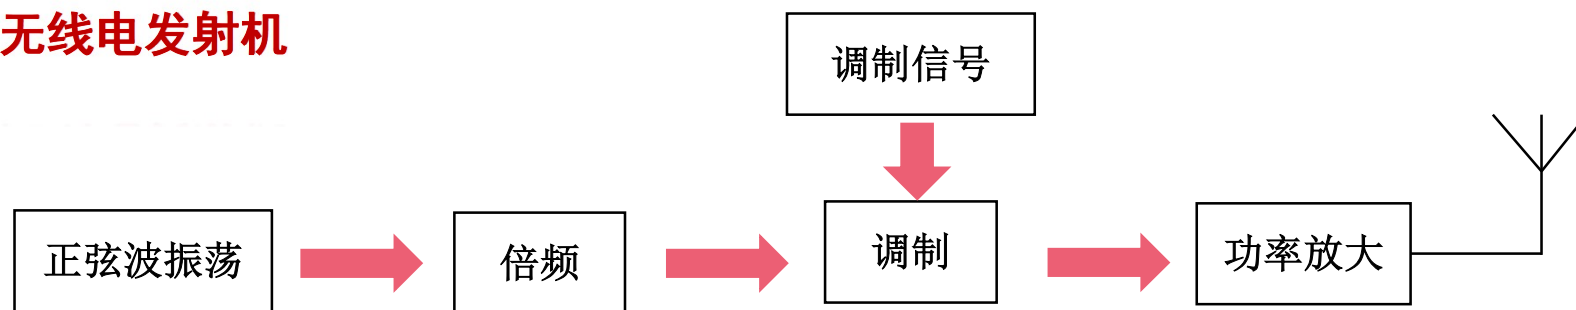 无线电发射机
调制信号
正弦波振荡
倍频
调制
功率放大